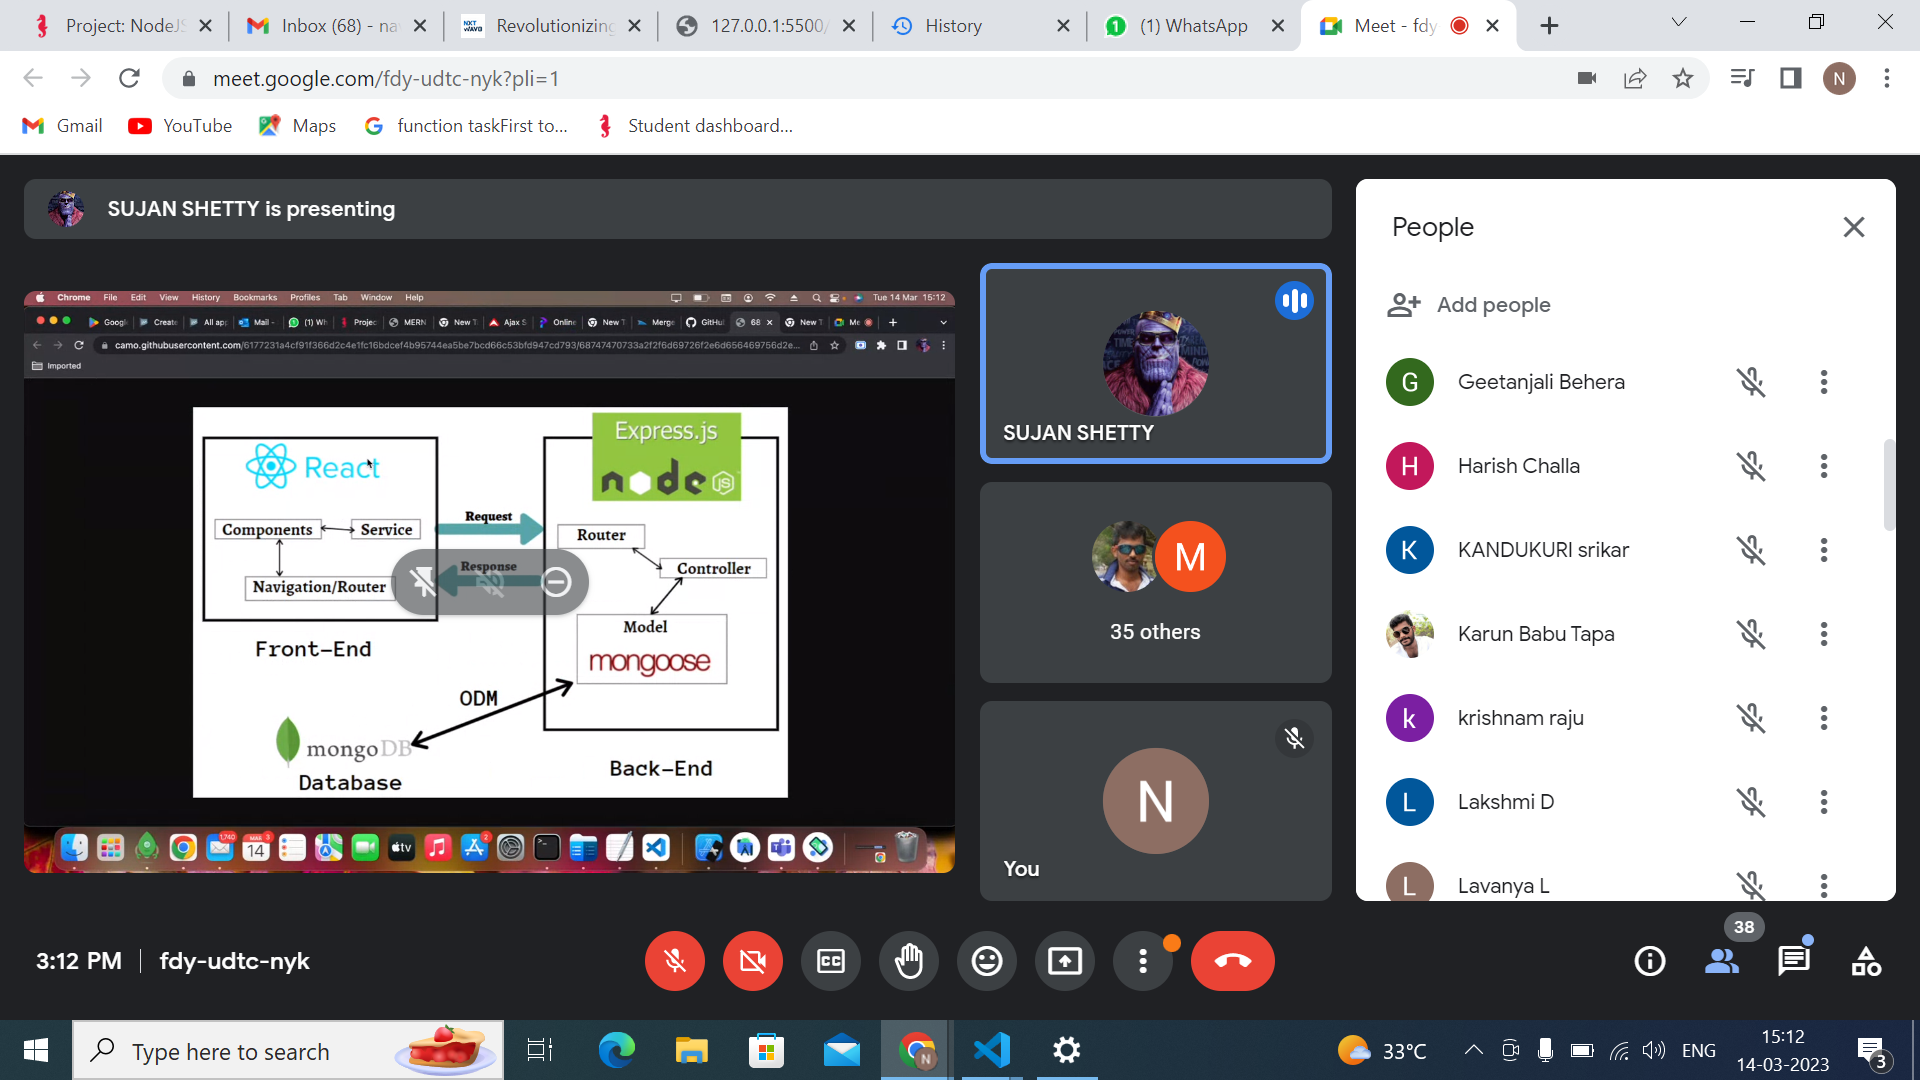 Project: NodeJS
Inbox (68) - na
Revolutionizing
127.0.0.1:5500/
History
(1) WhatsApp
Meet - fdy
meet.google.com/fdy-udtc-nyk?pli=1
N
Gmail
YouTube
Maps
function taskFirst to...
Student dashboard...
SUJAN SHETTY is presenting
Chrome File Edit View History Bookmarks Profiles Tab Window Help
Tue 14 Mar 15:12
Imported
React
Components
Service
Navigation/Router
Front-End
Request
Response
Express.js
node
JS
Router
Controller
Model
mongoose
ODM
mongoDB
Database
Back-End
SUJAN SHETTY
M
35 others
N
You
People
Add people
G
Geetanjali Behera
H
Harish Challa
K
KANDUKURI srikar
Karun Babu Tapa
k
krishnam raju
L
Lakshmi D
L
Lavanya L
3:12 PM
fdy-udtc-nyk
CC
38
Type here to search
33°C
ENG
15:12
14-03-2023
3